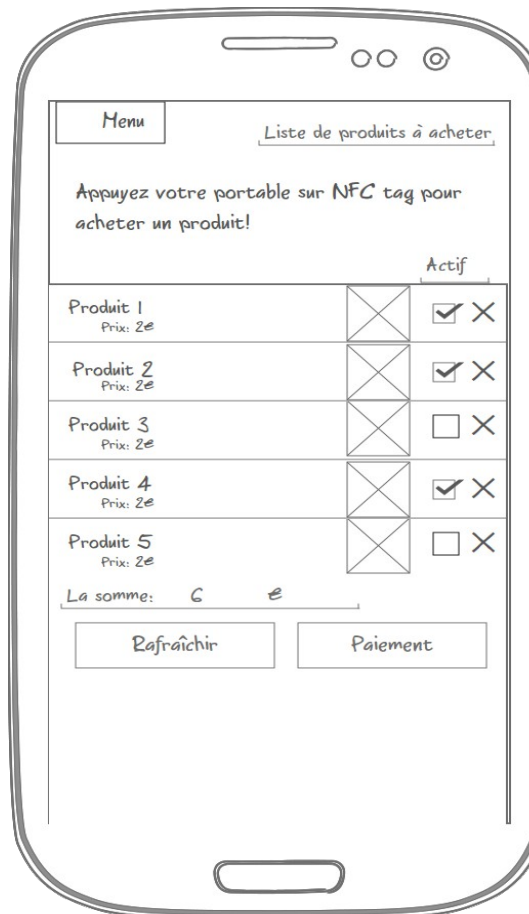 Menu
Liste de produits à acheter
Appuyez votre portable sur NFC tag pour
acheter un produit!
Actif
Produit 1
Prix: 2€
Produit 2
Prix: 2€
Produit 3
Prix: 2€
Produit 4
Prix: 2€
Produit 5
Prix: 2€
La somme: 6 €
Rafraîchir Paiement